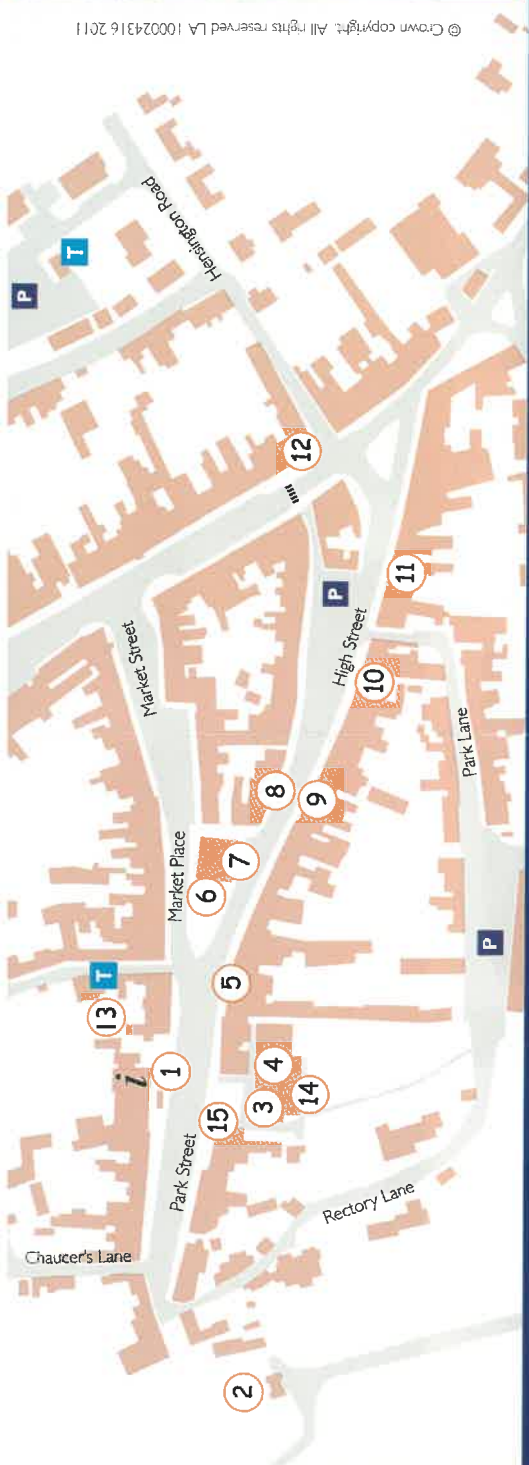 © Crown copyright. All rights reserved LA 100024316 2011
Hensington Road
T
P
12
Market Street
P
High Street
11
10
Park Lane
8
9
Market Place
7
6
T
P
13
5
i
1
4
3
14
15
Park Street
Rectory Lane
Chaucer's Lane
2